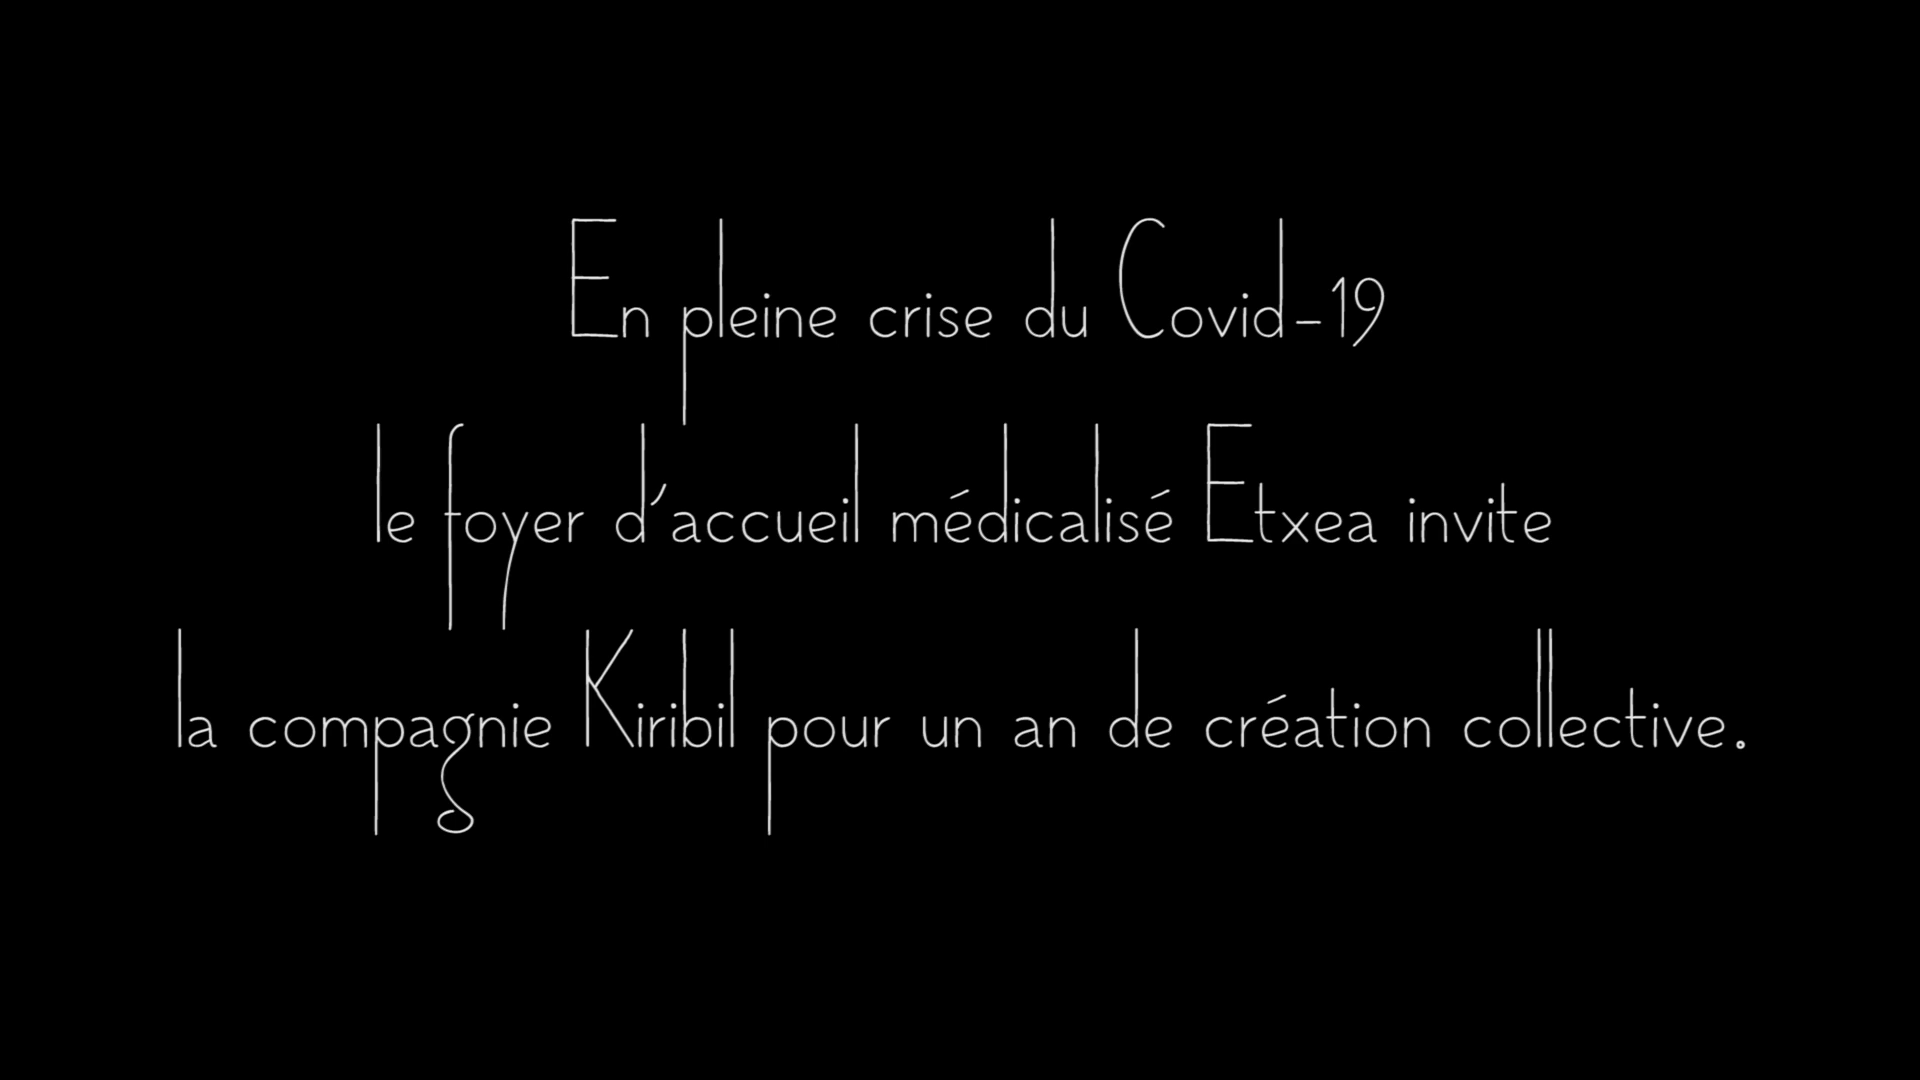 En pleine crise du Covid-19
le foyer d'accueil médicalisé Etxea invite
la compagnie Kiribil pour un an de création collective.